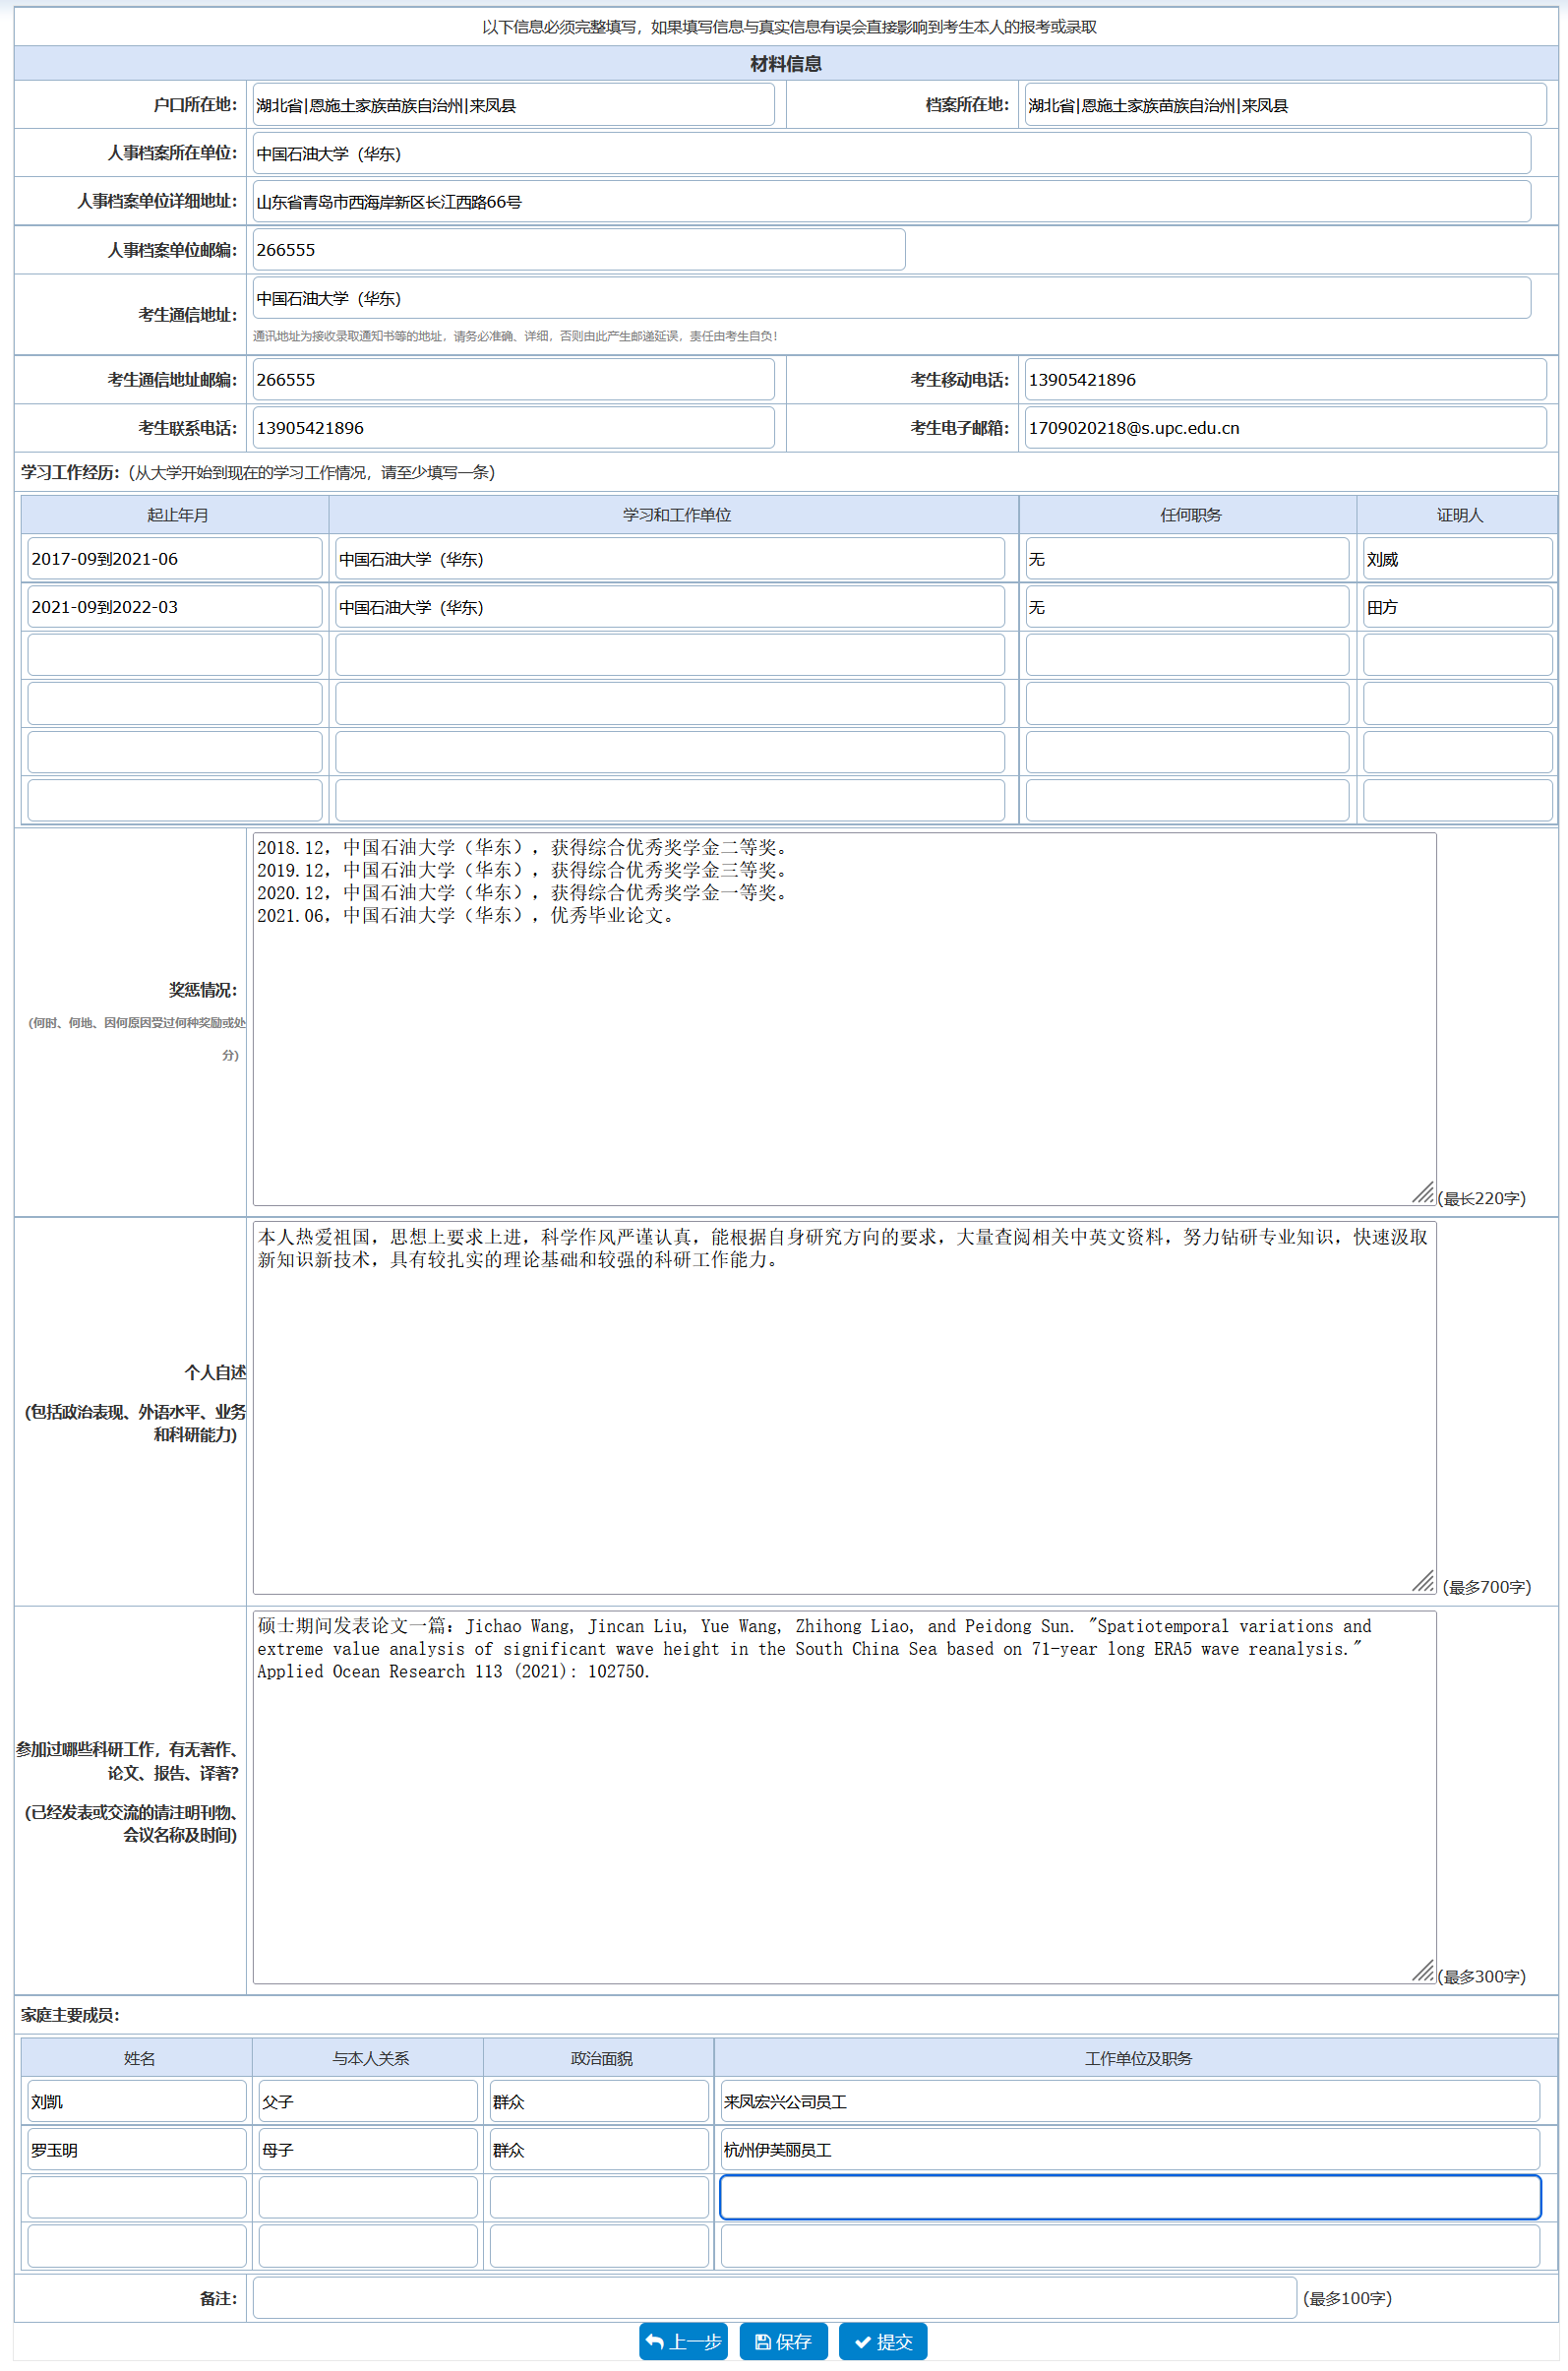 以下信息必须完整填写，如果填写信息与真实信息有误会直接影响到考生本人的报考或录取
材料信息
户口所在地： 湖北省|恩施土家族苗族自治州|来凤县 档案所在地： 湖北省|恩施土家族苗族自治州|来凤县
人事档案所在单位： 中国石油大学（华东）
人事档案单位详细地址： 山东省青岛市西海岸新区长江西路66号
人事档案单位邮编： 266555
考生通信地址： 中国石油大学（华东）
通讯地址为接收录取通知书等的地址，请务必准确、详细，否则由此产生邮递延误，责任由考生自负！
考生通信地址邮编： 266555 考生移动电话： 13905421896
考生联系电话： 13905421896 考生电子邮箱： 1709020218@s.upc.edu.cn
学习工作经历：(从大学开始到现在的学习工作情况，请至少填写一条)
起止年月 学习和工作单位 任何职务 证明人
2017-09到2021-06 中国石油大学（华东） 无 刘威
2021-09到2022-03 中国石油大学（华东） 无 田方
2018.12，中国石油大学（华东），获得综合优秀奖学金二等奖。
2019.12，中国石油大学（华东），获得综合优秀奖学金三等奖。
2020.12，中国石油大学（华东），获得综合优秀奖学金一等奖。
2021.06，中国石油大学（华东），优秀毕业论文。
奖惩情况：
(何时、何地、因何原因受过何种奖励或处
分)
(最长220字)
本人热爱祖国，思想上要求上进，科学作风严谨认真，能根据自身研究方向的要求，大量查阅相关中英文资料，努力钻研专业知识，快速汲取
新知识新技术，具有较扎实的理论基础和较强的科研工作能力。
个人自述
(包括政治表现、外语水平、业务
和科研能力)
(最多700字)
硕士期间发表论文一篇：Jichao Wang, Jincan Liu, Yue Wang, Zhihong Liao, and Peidong Sun. "Spatiotemporal variations and
extreme value analysis of significant wave height in the South China Sea based on 71-year long ERA5 wave reanalysis."
Applied Ocean Research 113 (2021): 102750.
参加过哪些科研工作，有无著作、
论文、报告、译著？
(已经发表或交流的请注明刊物、
会议名称及时间)
(最多300字)
家庭主要成员：
姓名 与本人关系 政治面貌 工作单位及职务
刘凯 父子 群众 来凤宏兴公司员工
罗玉明 母子 群众 杭州伊芙丽员工
备注： (最多100字)
上一步 保存 提交